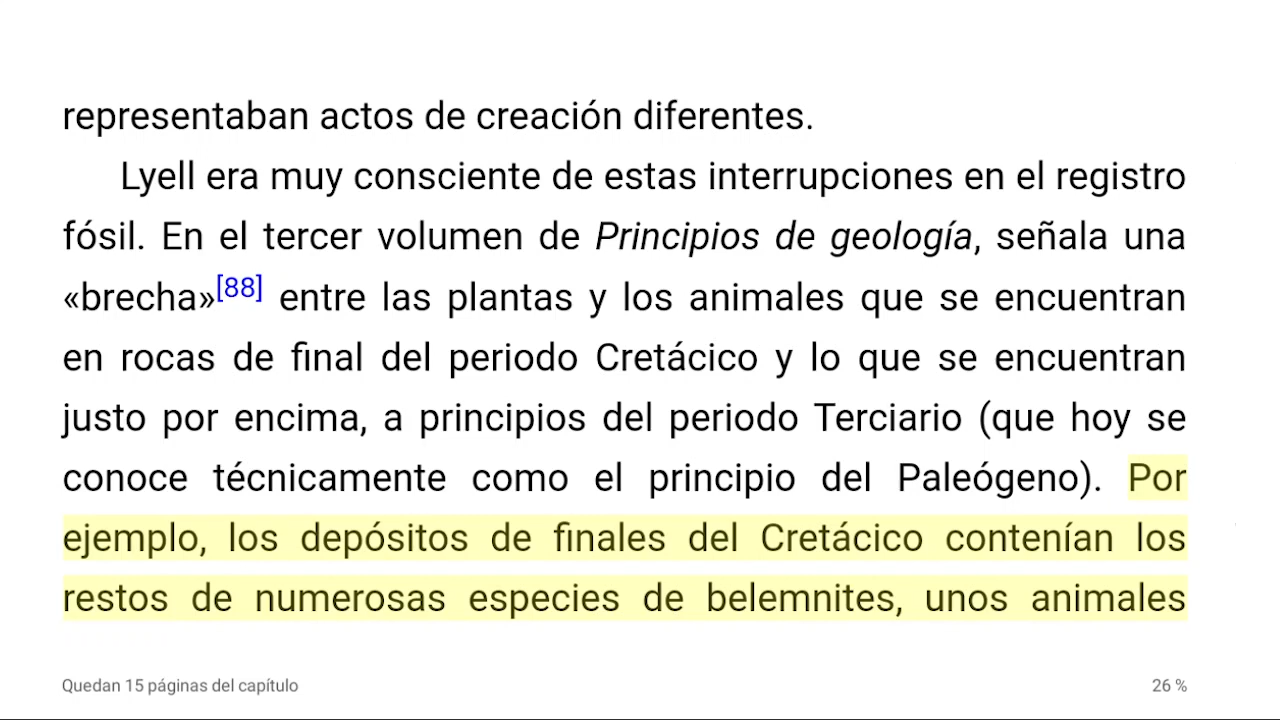 representaban actos de creación diferentes.
Lyell era muy consciente de estas interrupciones en el registro
fósil. En el tercer volumen de Principios de geología, señala una
«brecha»[88] entre las plantas y los animales que se encuentran
en rocas de final del periodo Cretácico y lo que se encuentran
justo por encima, a principios del periodo Terciario (que hoy se
conoce técnicamente como el principio del Paleógeno). Por
ejemplo, los depósitos de finales del Cretácico contenían los
restos de numerosas especies de belemnites, unos animales
Quedan 15 páginas del capítulo
26 %